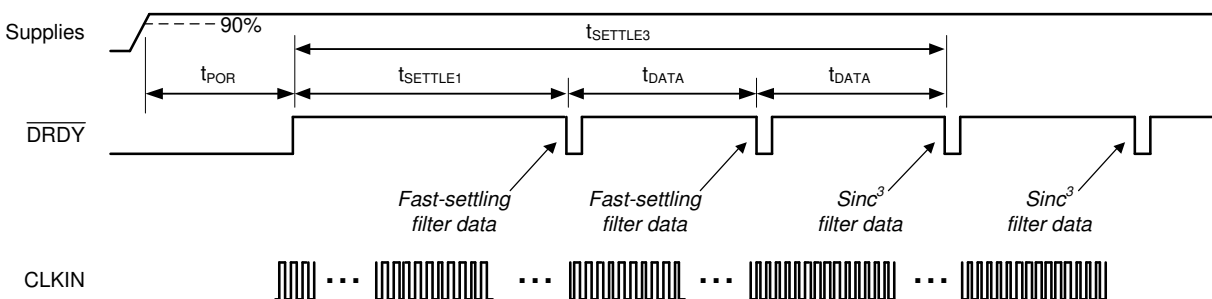 Supplies
90%
tSETTLE3
tPOR
tSETTLE1
tDATA
tDATA
DRDY
Fast-settling
filter data
Fast-settling
filter data
Sinc³
filter data
Sinc³
filter data
CLKIN